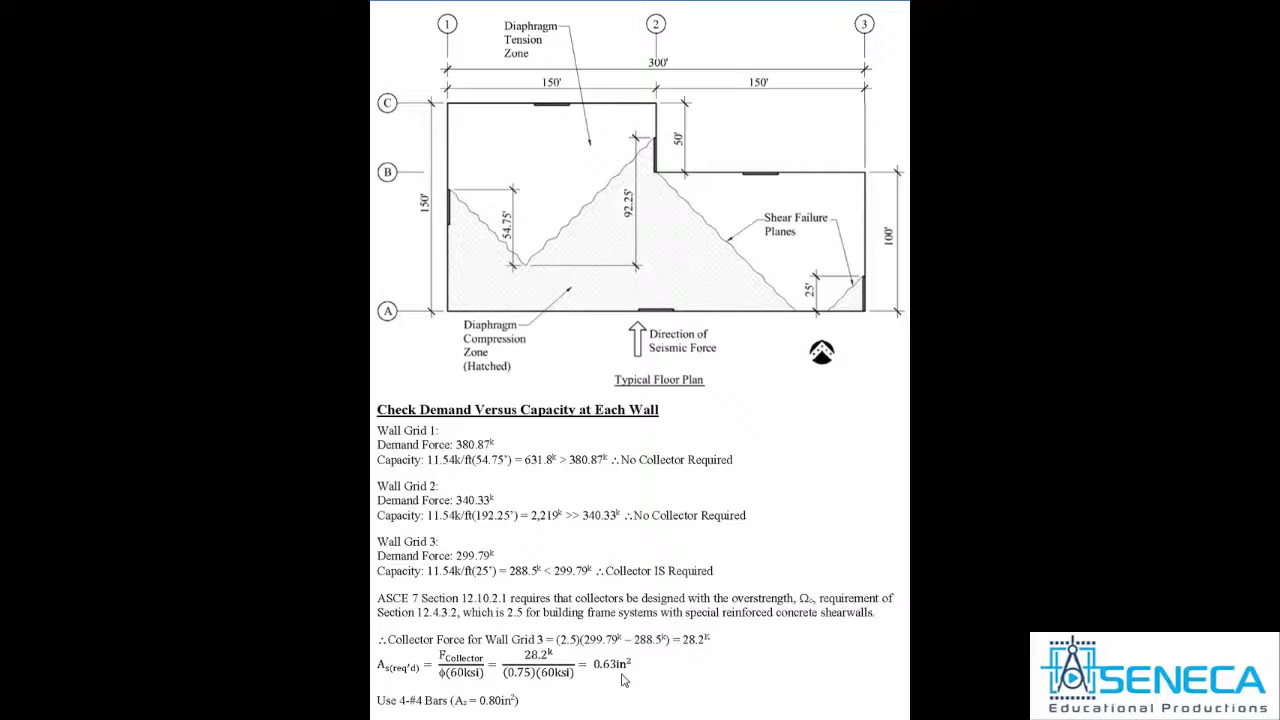 1
2
3
Diaphragm
Tension
Zone
300'
150'
150'
C
50'
B
150'
54.75'
92.25'
Shear Failure
Planes
100'
25'
A
Diaphragm
Compression
Zone
(Hatched)
Direction of
Seismic Force
Typical Floor Plan
Check Demand Versus Capacity at Each Wall
Wall Grid 1:
Demand Force: 380.87ᵏ
Capacity: 11.54k/ft(54.75') = 631.8ᵏ > 380.87ᵏ ∴No Collector Required
Wall Grid 2:
Demand Force: 340.33ᵏ
Capacity: 11.54k/ft(192.25') = 2,219ᵏ >> 340.33ᵏ ∴No Collector Required
Wall Grid 3:
Demand Force: 299.79ᵏ
Capacity: 11.54k/ft(25') = 288.5ᵏ < 299.79ᵏ ∴Collector IS Required
ASCE 7 Section 12.10.2.1 requires that collectors be designed with the overstrength, Ωₒ, requirement of
Section 12.4.3.2, which is 2.5 for building frame systems with special reinforced concrete shearwalls.
∴Collector Force for Wall Grid 3 = (2.5)(299.79ᵏ – 288.5ᵏ) = 28.2ᴷ
As(req'd) = FCollector / ϕ(60ksi) = 28.2ᵏ / (0.75)(60ksi) = 0.63in²
Use 4-#4 Bars (As = 0.80in²)
SENECA
Educational Productions